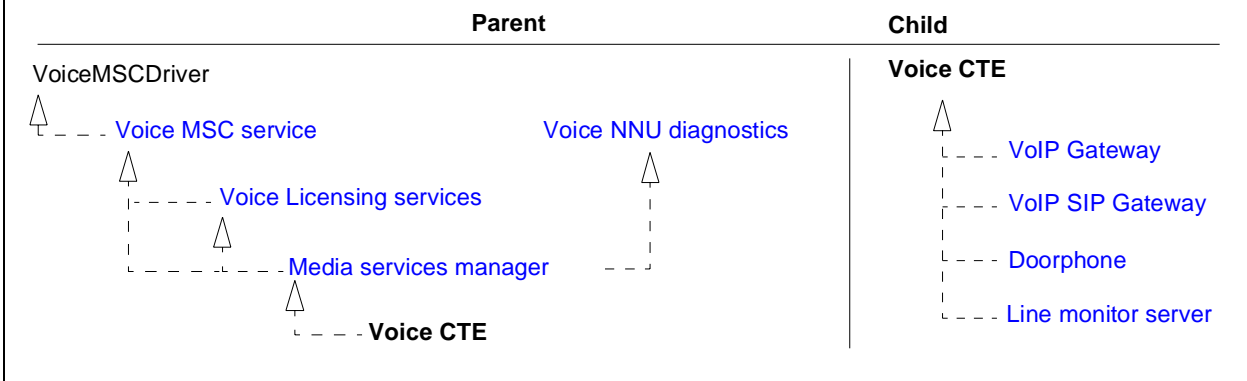 Parent Child
VoiceMSCDriver Voice CTE
Voice MSC service Voice NNU diagnostics
VoIP Gateway
Voice Licensing services VoIP SIP Gateway
Media services manager Doorphone
Line monitor server
Voice CTE